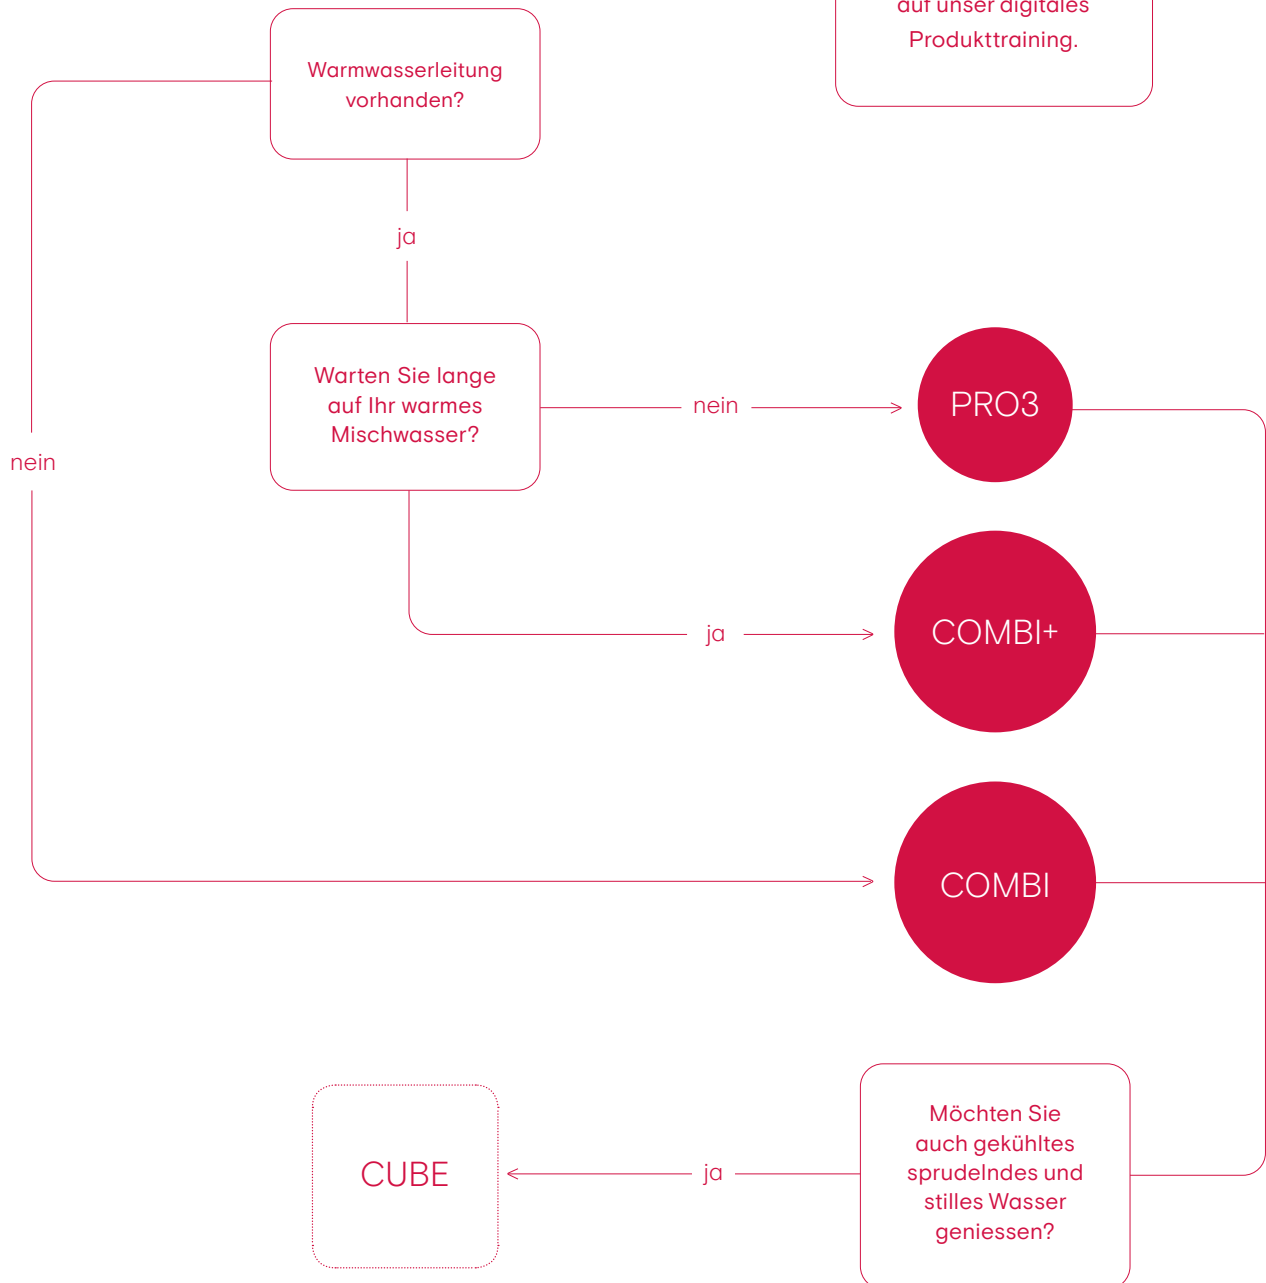 auf unser digitales
Produkttraining.
Warmwasserleitung
vorhanden?
ja
Warten Sie lange
auf Ihr warmes
Mischwasser?
nein
PRO3
nein
ja
COMBI+
COMBI
Möchten Sie
auch gekühltes
sprudelndes und
stilles Wasser
geniessen?
ja
CUBE